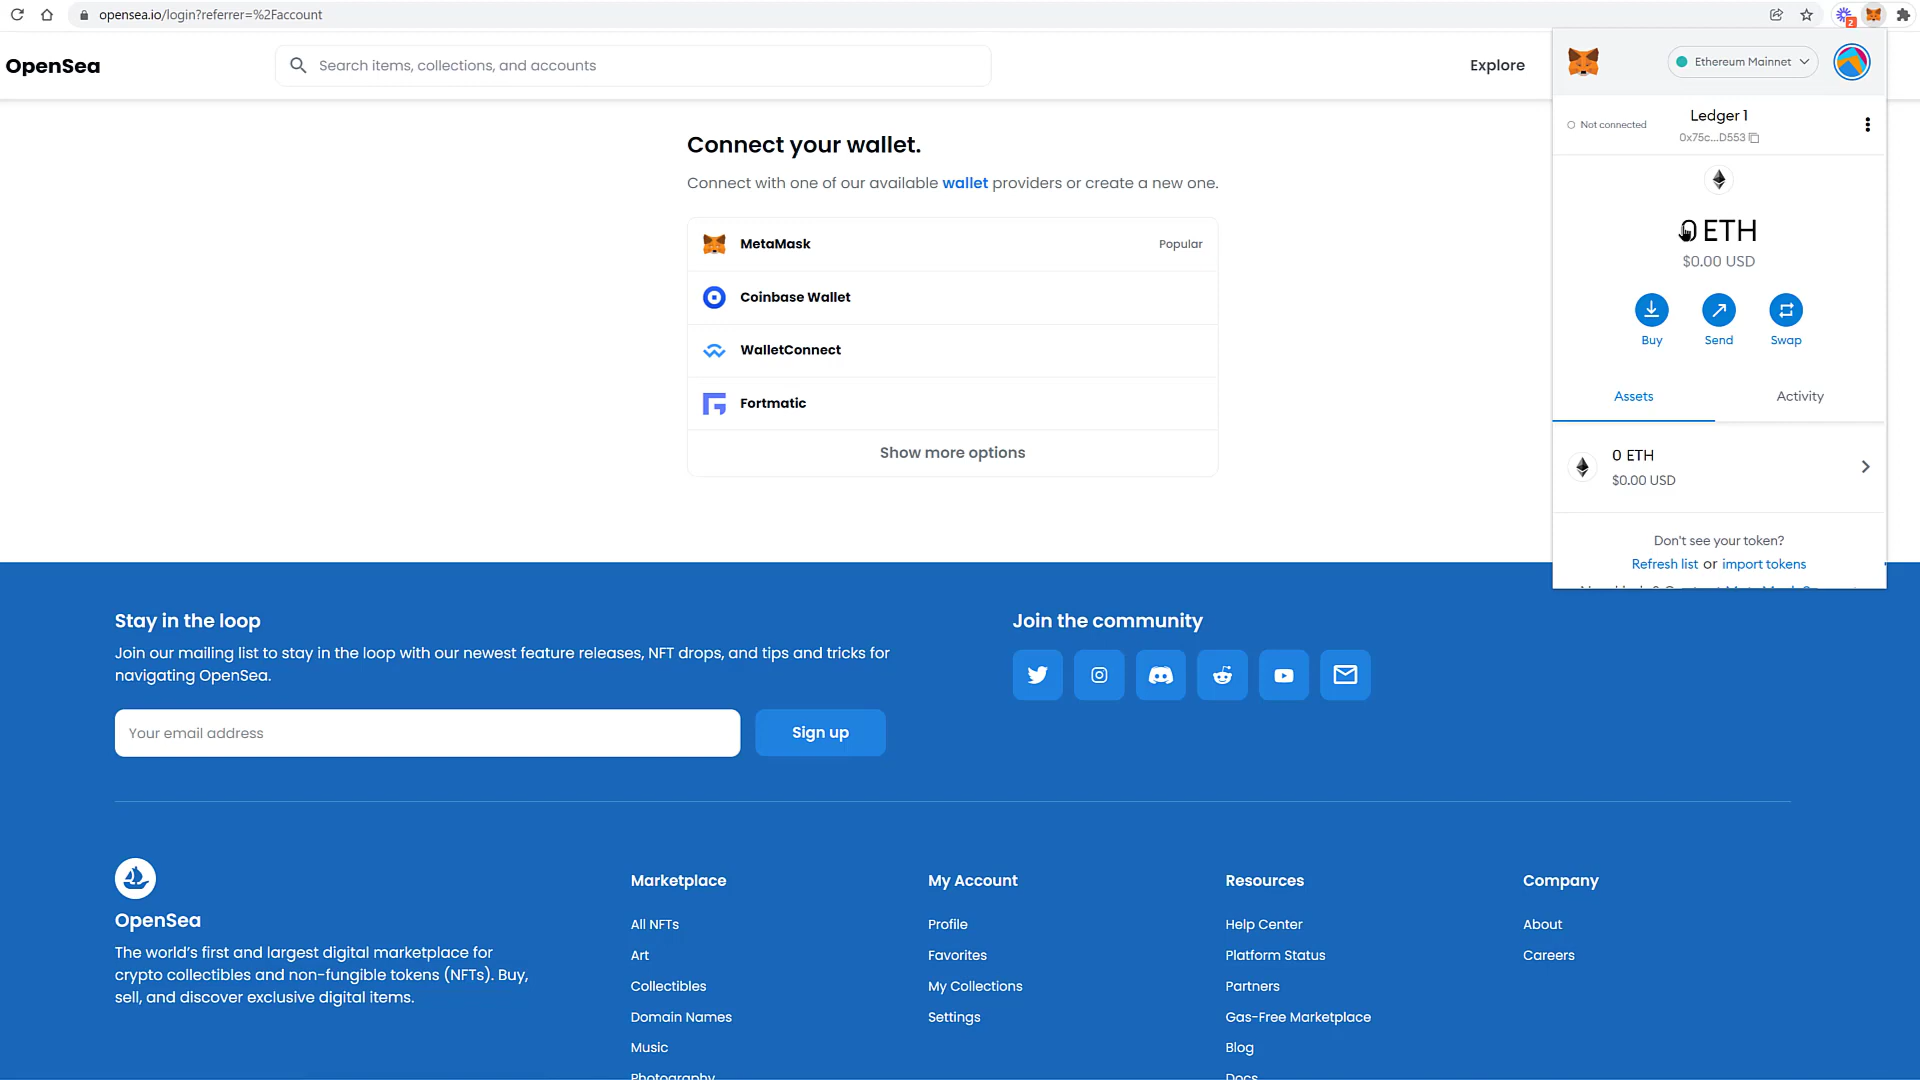 opensea.io/login?referrer=%2Faccount
2
OpenSea
Search items, collections, and accounts
Explore
Connect your wallet.
Connect with one of our available wallet providers or create a new one.
MetaMask
Popular
Coinbase Wallet
WalletConnect
Fortmatic
Show more options
Ethereum Mainnet
Not connected
Ledger 1
0x75c...D553
0 ETH
$0.00 USD
Buy
Send
Swap
Assets
Activity
0 ETH
$0.00 USD
Don't see your token?
Refresh list or import tokens
Stay in the loop
Join our mailing list to stay in the loop with our newest feature releases, NFT drops, and tips and tricks for
navigating OpenSea.
Your email address
Sign up
Join the community
OpenSea
The world's first and largest digital marketplace for
crypto collectibles and non-fungible tokens (NFTs). Buy,
sell, and discover exclusive digital items.
Marketplace
All NFTs
Art
Collectibles
Domain Names
Music
Photography
My Account
Profile
Favorites
My Collections
Settings
Resources
Help Center
Platform Status
Partners
Gas-Free Marketplace
Blog
Docs
Company
About
Careers